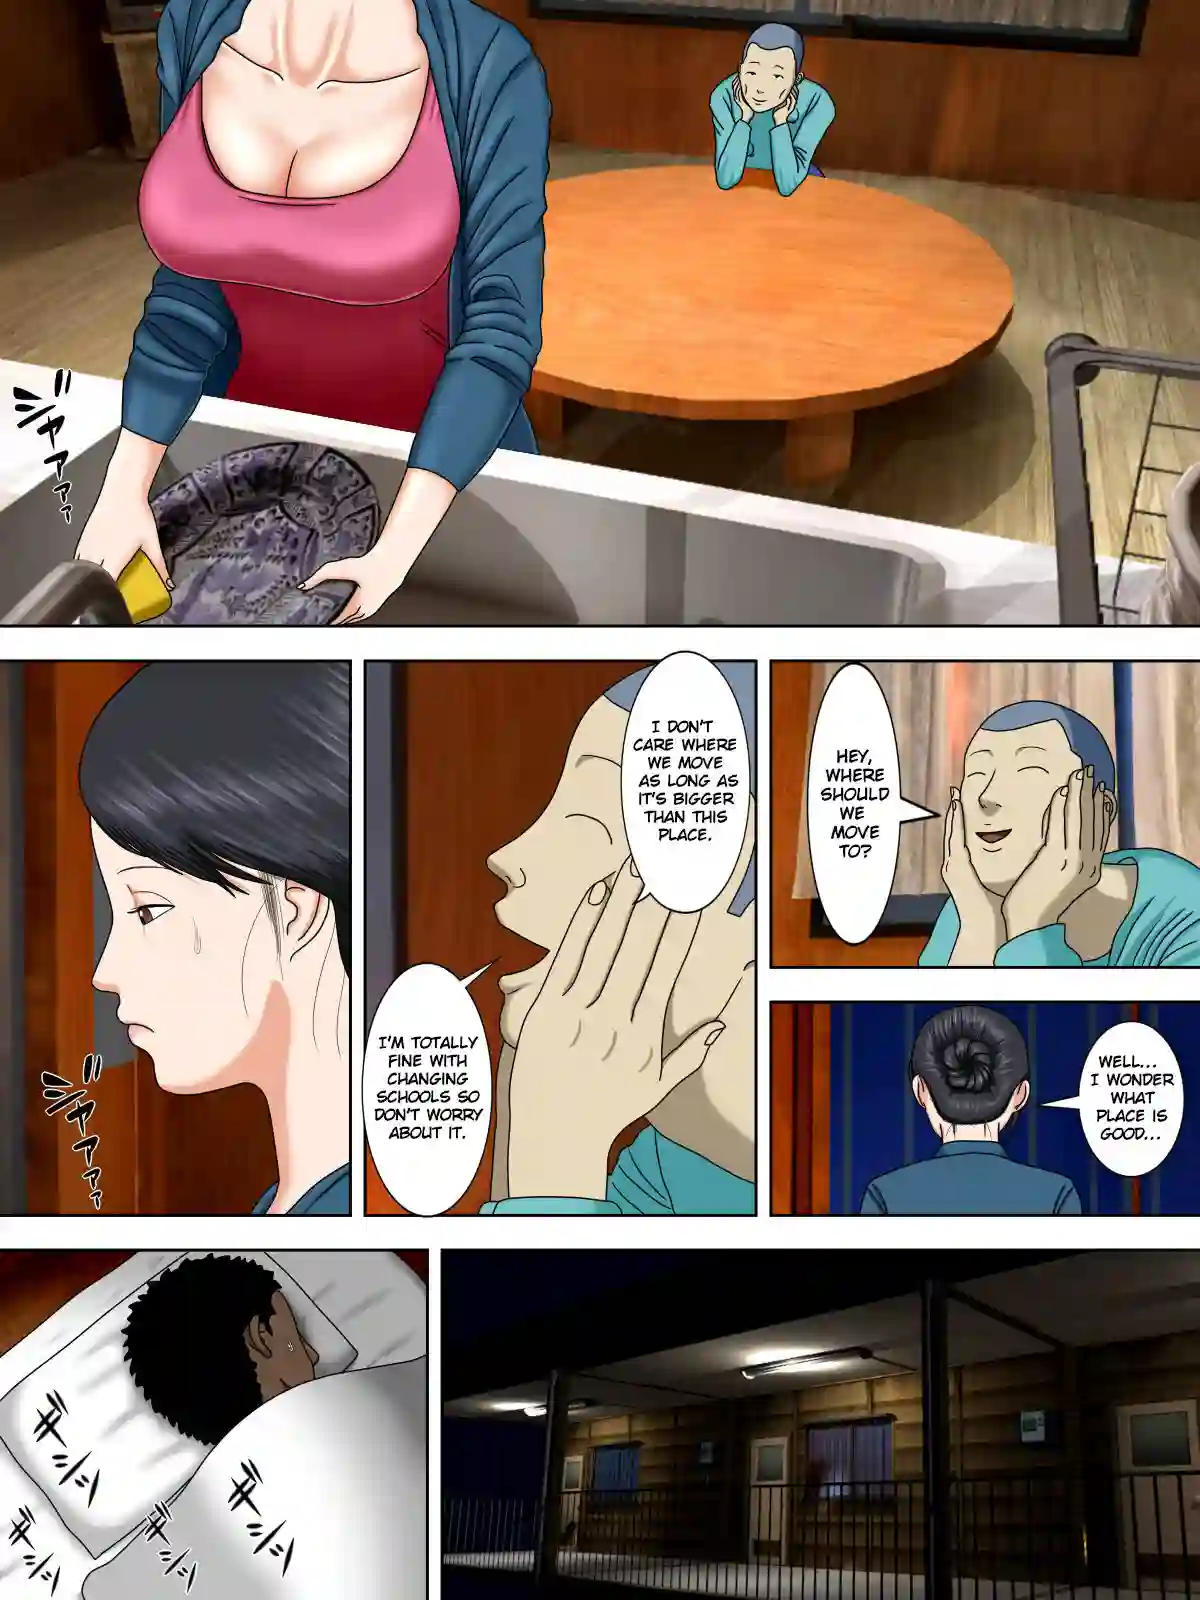 ジャァァァ
HEY,
WHERE
SHOULD
WE
MOVE
TO?
I DON'T
CARE WHERE
WE MOVE
AS LONG AS
IT'S BIGGER
THAN THIS
PLACE.
I'M TOTALLY
FINE WITH
CHANGING
SCHOOLS SO
DON'T WORRY
ABOUT IT.
ジャァァァ
WELL...
I WONDER
WHAT
PLACE IS
GOOD...
ギシッ
ギシッ
ギシッ
ギシッ